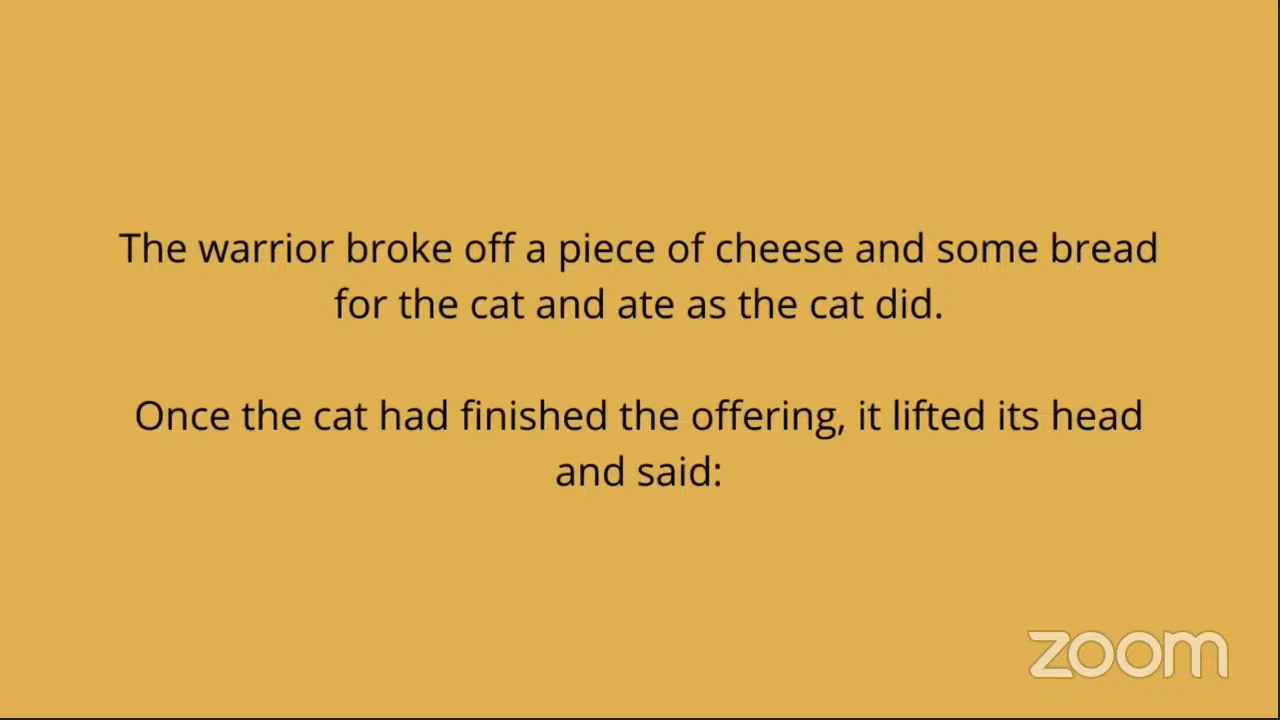 The warrior broke off a piece of cheese and some bread
for the cat and ate as the cat did.
Once the cat had finished the offering, it lifted its head
and said:
zoom